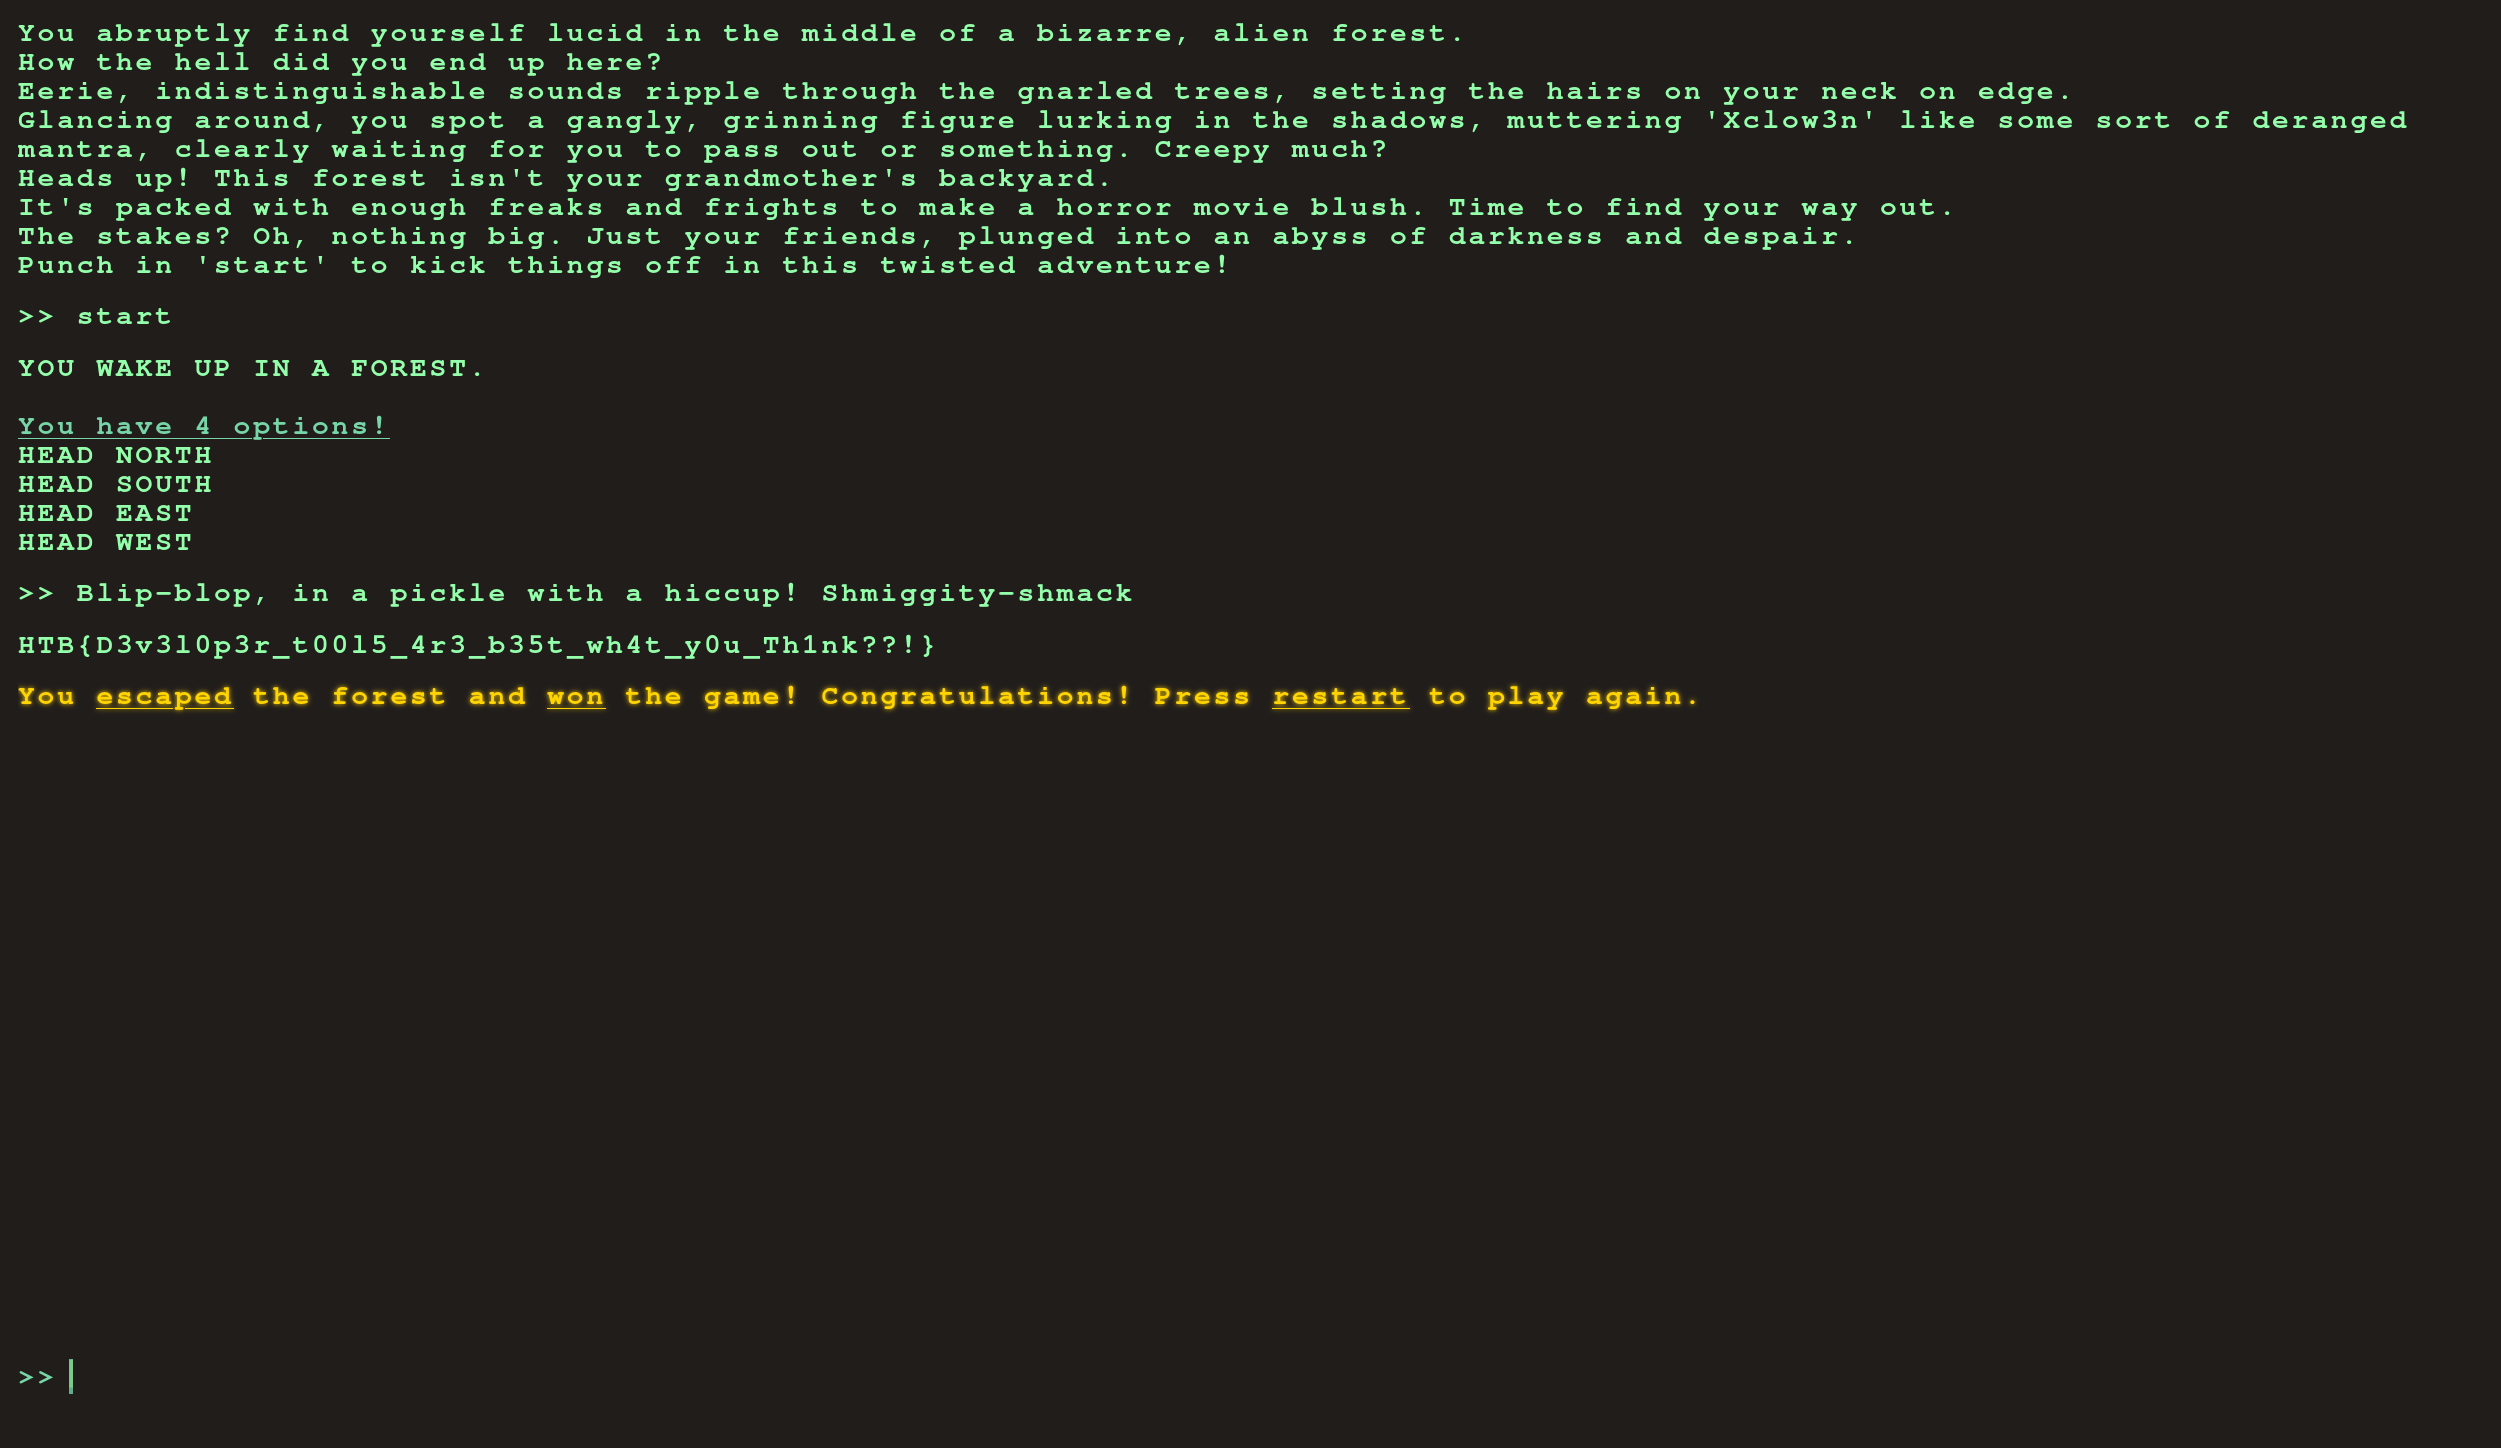 You abruptly find yourself lucid in the middle of a bizarre, alien forest.
How the hell did you end up here?
Eerie, indistinguishable sounds ripple through the gnarled trees, setting the hairs on your neck on edge.
Glancing around, you spot a gangly, grinning figure lurking in the shadows, muttering 'Xclow3n' like some sort of deranged
mantra, clearly waiting for you to pass out or something. Creepy much?
Heads up! This forest isn't your grandmother's backyard.
It's packed with enough freaks and frights to make a horror movie blush. Time to find your way out.
The stakes? Oh, nothing big. Just your friends, plunged into an abyss of darkness and despair.
Punch in 'start' to kick things off in this twisted adventure!
>> start
YOU WAKE UP IN A FOREST.
You have 4 options!
HEAD NORTH
HEAD SOUTH
HEAD EAST
HEAD WEST
>> Blip-blop, in a pickle with a hiccup! Shmiggity-shmack
HTB{D3v3l0p3r_t00l5_4r3_b35t_wh4t_y0u_Th1nk??!}
You escaped the forest and won the game! Congratulations! Press restart to play again.
>>